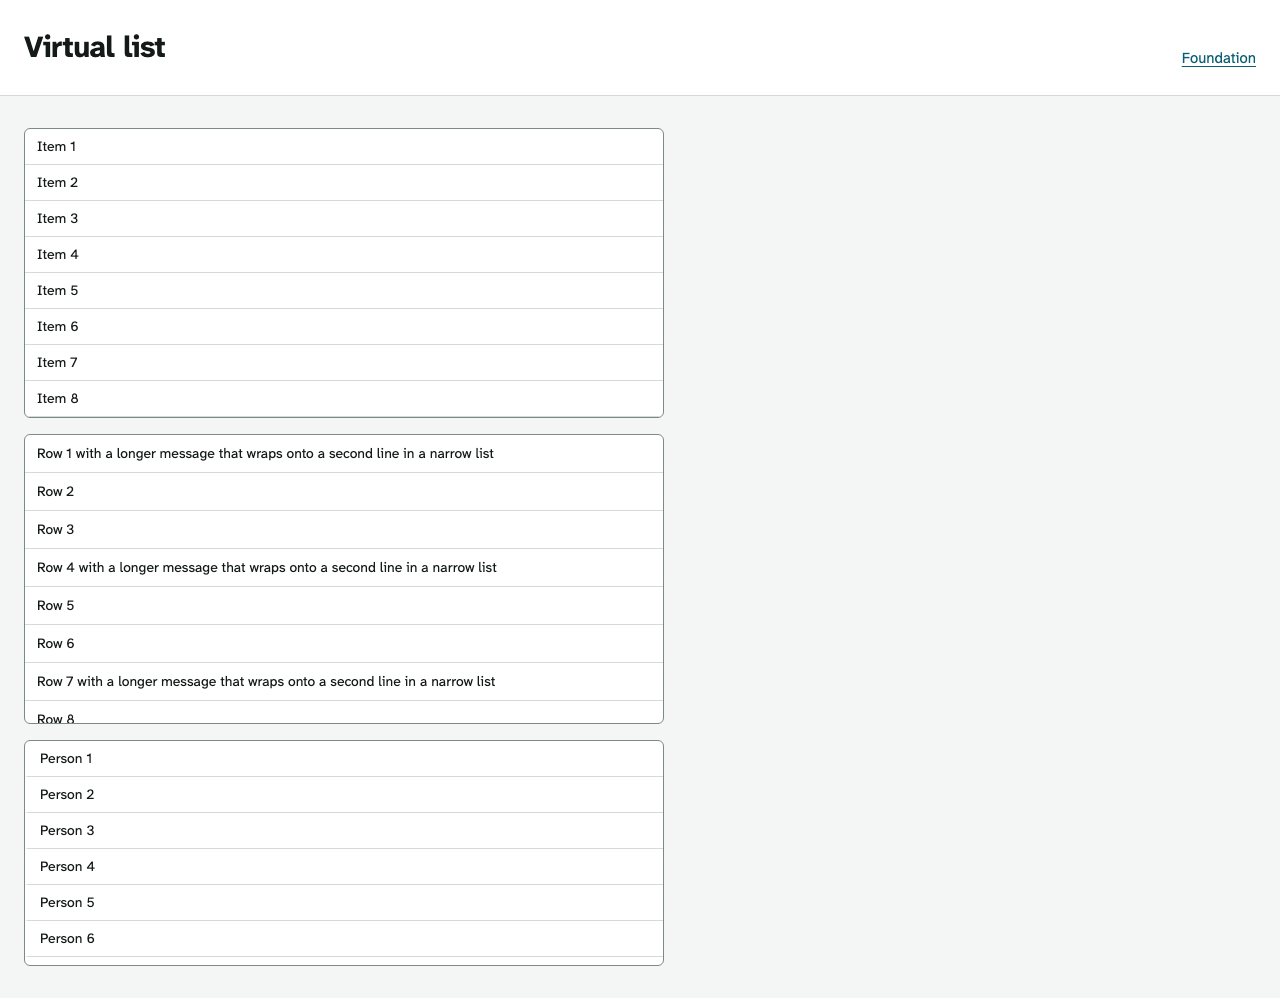 Virtual list
Foundation
Item 1
Item 2
Item 3
Item 4
Item 5
Item 6
Item 7
Item 8
Row 1 with a longer message that wraps onto a second line in a narrow list
Row 2
Row 3
Row 4 with a longer message that wraps onto a second line in a narrow list
Row 5
Row 6
Row 7 with a longer message that wraps onto a second line in a narrow list
Row 8
Person 1
Person 2
Person 3
Person 4
Person 5
Person 6